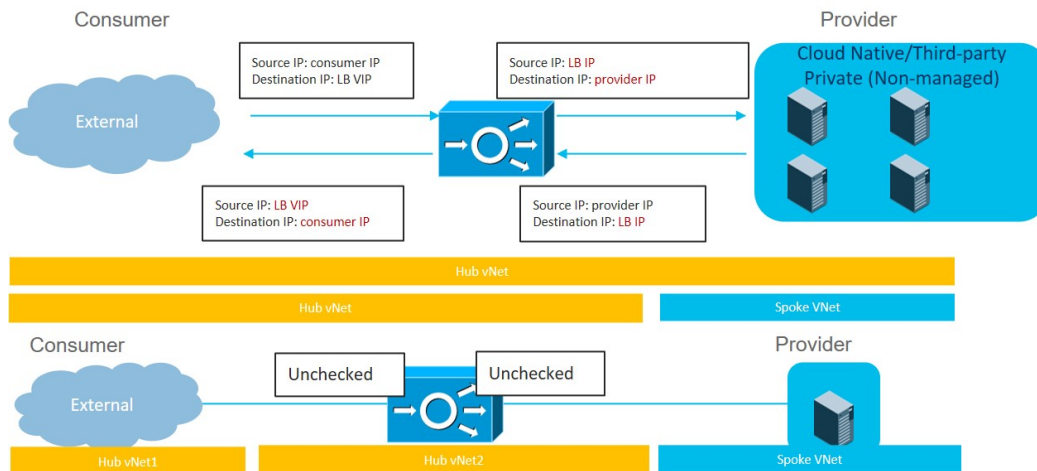 Consumer
Provider
Source IP: consumer IP
Destination IP: LB VIP
Source IP: LB IP
Destination IP: provider IP
Cloud Native/Third-party
Private (Non-managed)
External
Source IP: LB VIP
Destination IP: consumer IP
Source IP: provider IP
Destination IP: LB IP
Hub vNet
Hub vNet
Spoke VNet
Consumer
Provider
Unchecked
Unchecked
External
Hub vNet1
Hub vNet2
Spoke VNet